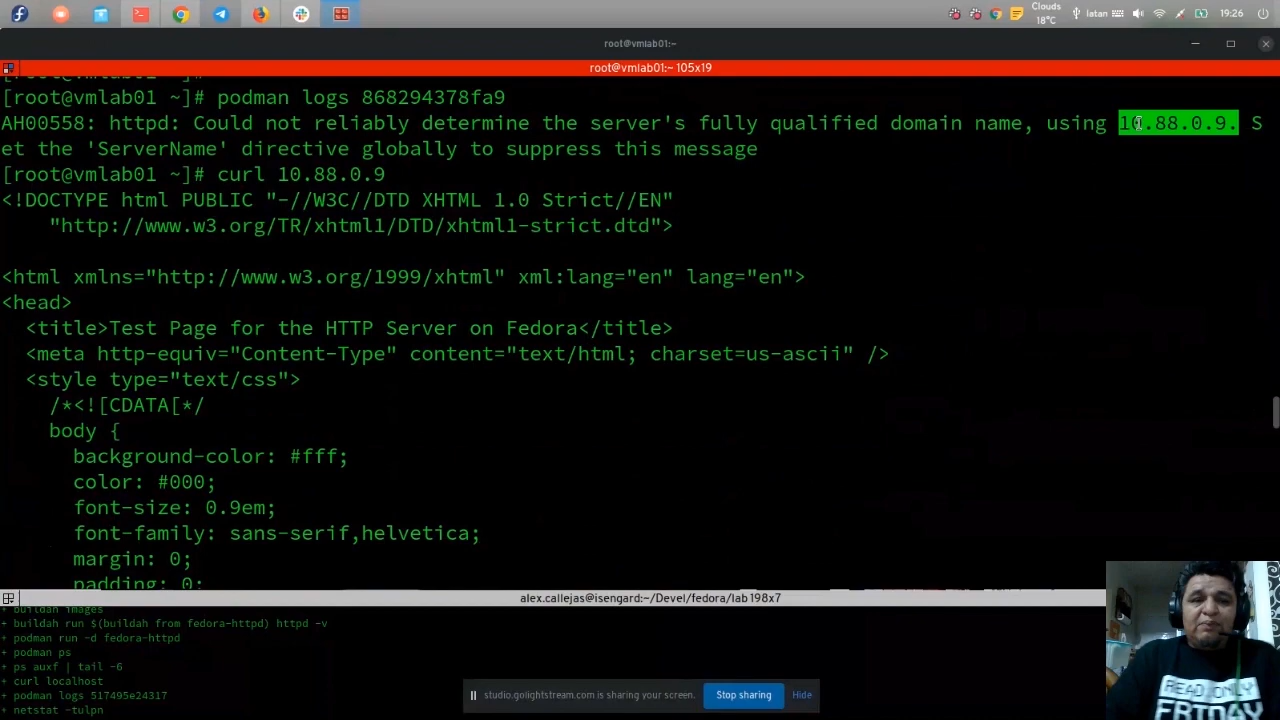 Clouds
18°C
latan
19:26
root@vmlab01:~
root@vmlab01:~ 105x19
[root@vmlab01 ~]#
[root@vmlab01 ~]# podman logs 868294378fa9
AH00558: httpd: Could not reliably determine the server's fully qualified domain name, using 10.88.0.9. S
et the 'ServerName' directive globally to suppress this message
[root@vmlab01 ~]# curl 10.88.0.9
<!DOCTYPE html PUBLIC "-//W3C//DTD XHTML 1.0 Strict//EN"
"http://www.w3.org/TR/xhtml1/DTD/xhtml1-strict.dtd">
<html xmlns="http://www.w3.org/1999/xhtml" xml:lang="en" lang="en">
<head>
<title>Test Page for the HTTP Server on Fedora</title>
<meta http-equiv="Content-Type" content="text/html; charset=us-ascii" />
<style type="text/css">
/*<![CDATA[*/
body {
background-color: #fff;
color: #000;
font-size: 0.9em;
font-family: sans-serif,helvetica;
margin: 0;
padding: 0;
alex.callejas@isengard:~/Devel/fedora/lab 198x7
+ buildah images
+ buildah run $(buildah from fedora-httpd) httpd -v
+ podman run -d fedora-httpd
+ podman ps
+ ps auxf | tail -6
+ curl localhost
+ podman logs 517495e24317
+ netstat -tulpn
studio.golightstream.com is sharing your screen.
Stop sharing
Hide
READ ONLY
FRIDAY